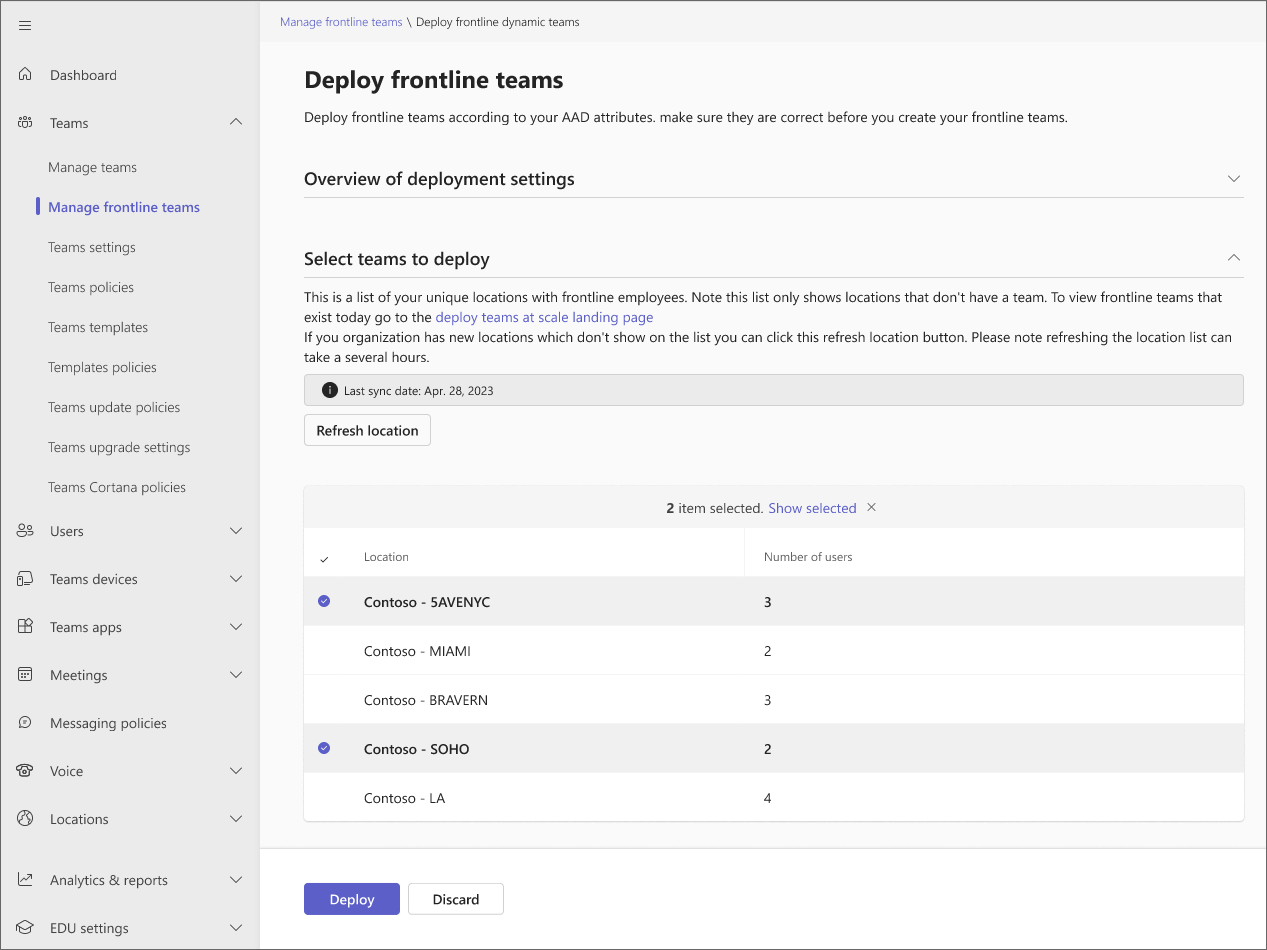 Manage frontline teams \ Deploy frontline dynamic teams
Dashboard
Teams
Manage teams
Manage frontline teams
Teams settings
Teams policies
Teams templates
Templates policies
Teams update policies
Teams upgrade settings
Teams Cortana policies
Users
Teams devices
Teams apps
Meetings
Messaging policies
Voice
Locations
Analytics & reports
EDU settings
Deploy frontline teams
Deploy frontline teams according to your AAD attributes. make sure they are correct before you create your frontline teams.
Overview of deployment settings
Select teams to deploy
This is a list of your unique locations with frontline employees. Note this list only shows locations that don't have a team. To view frontline teams that
exist today go to the deploy teams at scale landing page
If you organization has new locations which don't show on the list you can click this refresh location button. Please note refreshing the location list can
take a several hours.
Last sync date: Apr. 28, 2023
Refresh location
2 item selected. Show selected
Location Number of users
Contoso - 5AVENYC 3
Contoso - MIAMI 2
Contoso - BRAVERN 3
Contoso - SOHO 2
Contoso - LA 4
Deploy Discard